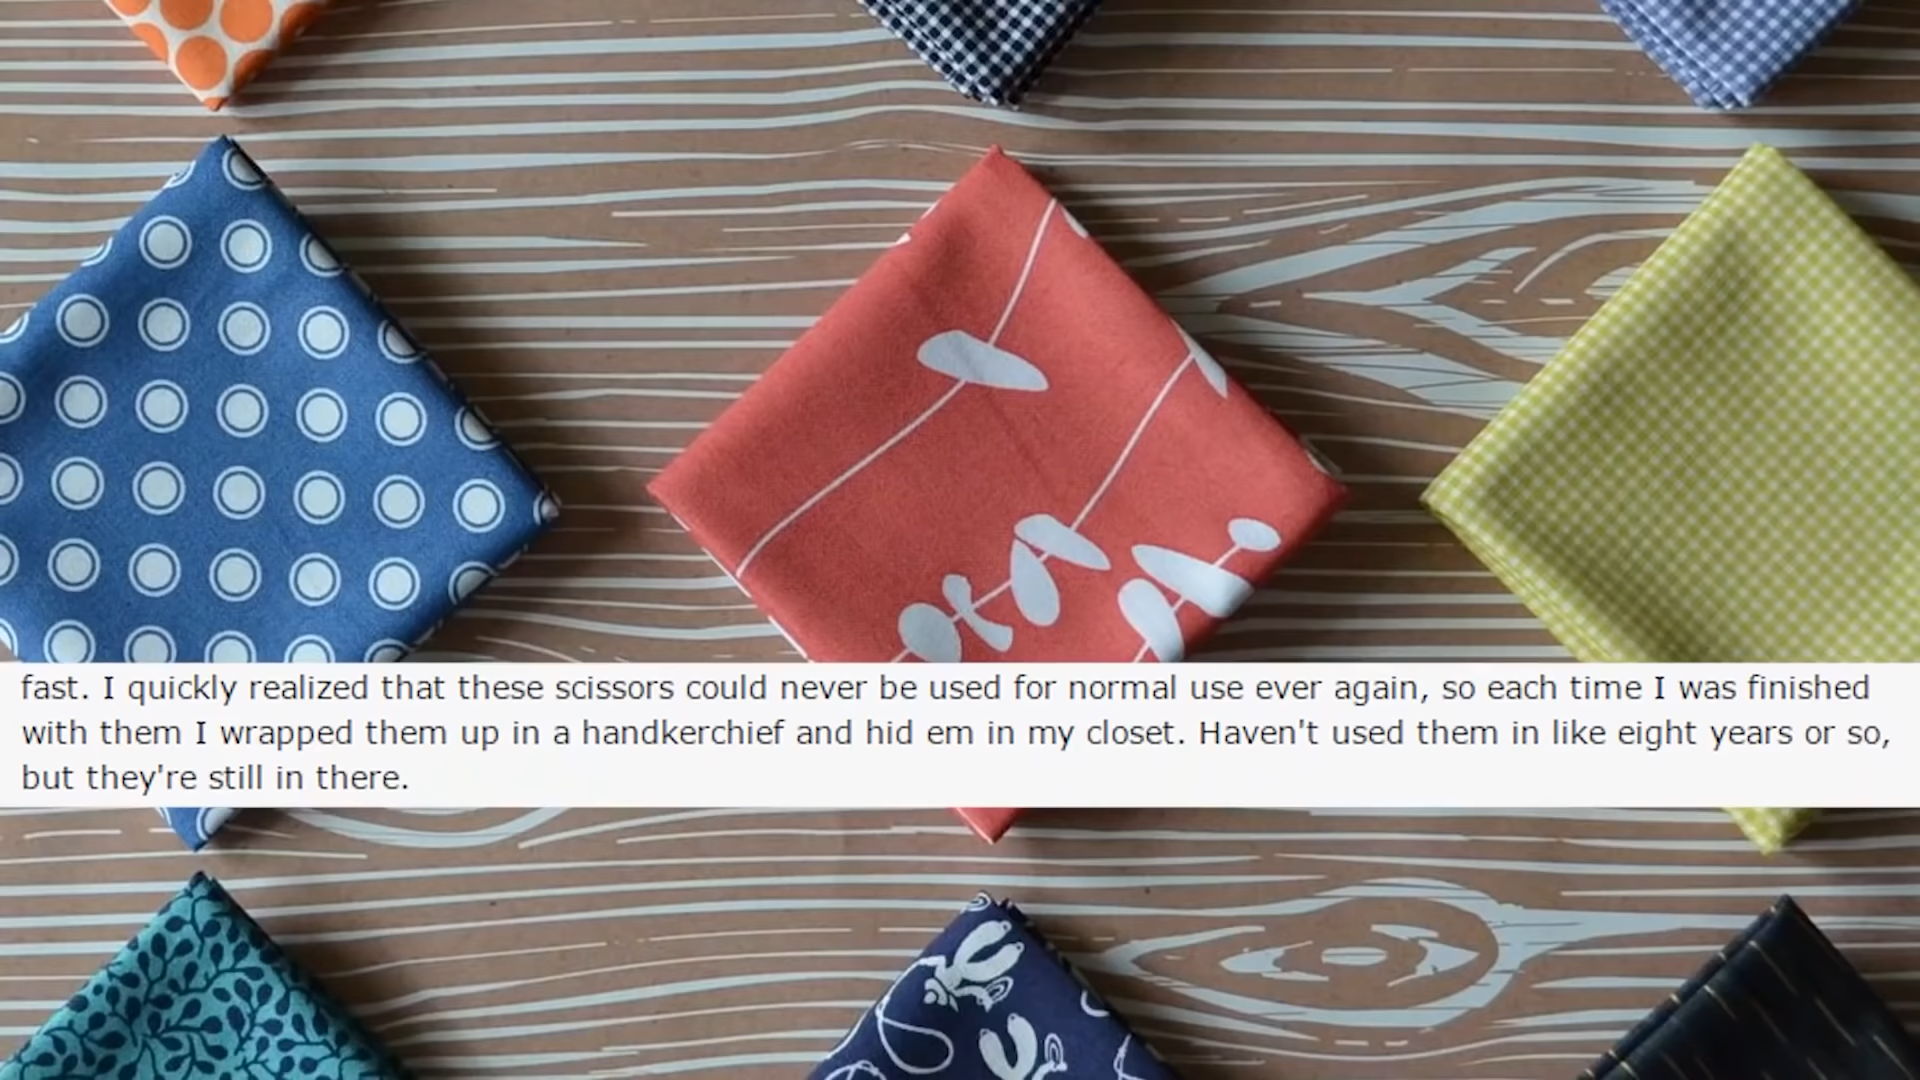 fast. I quickly realized that these scissors could never be used for normal use ever again, so each time I was finished
with them I wrapped them up in a handkerchief and hid em in my closet. Haven't used them in like eight years or so,
but they're still in there.